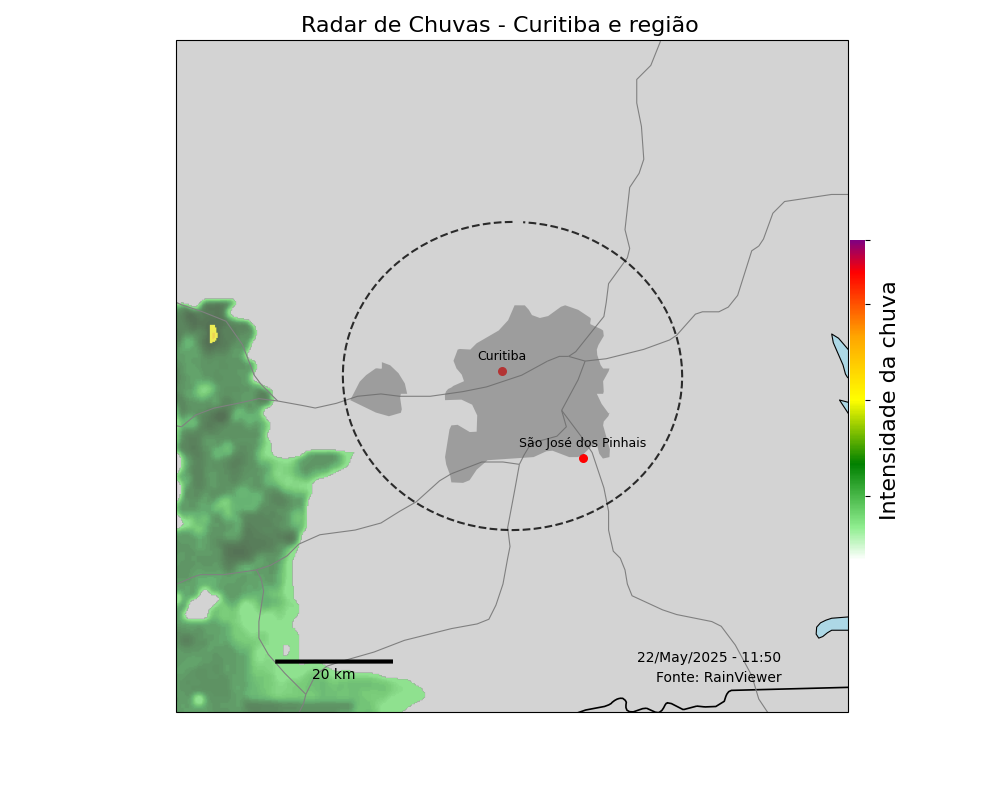 Radar de Chuvas - Curitiba e região
Curitiba
São José dos Pinhais
Intensidade da chuva
22/May/2025 - 11:50
Fonte: RainViewer
20 km